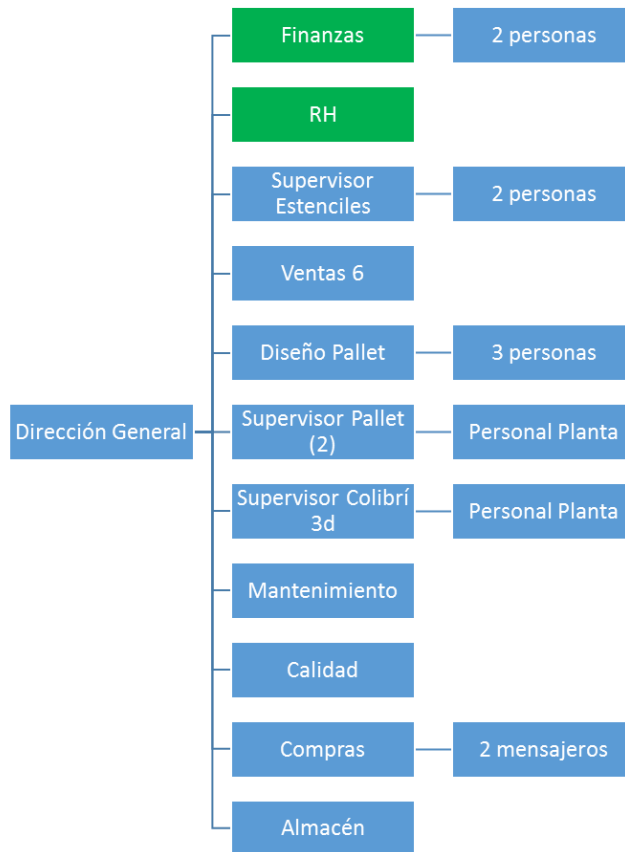 Finanzas
2 personas
RH
Supervisor
Estenciles
2 personas
Ventas 6
Diseño Pallet
3 personas
Dirección General
Supervisor Pallet
(2)
Personal Planta
Supervisor Colibrí
3d
Personal Planta
Mantenimiento
Calidad
Compras
2 mensajeros
Almacén